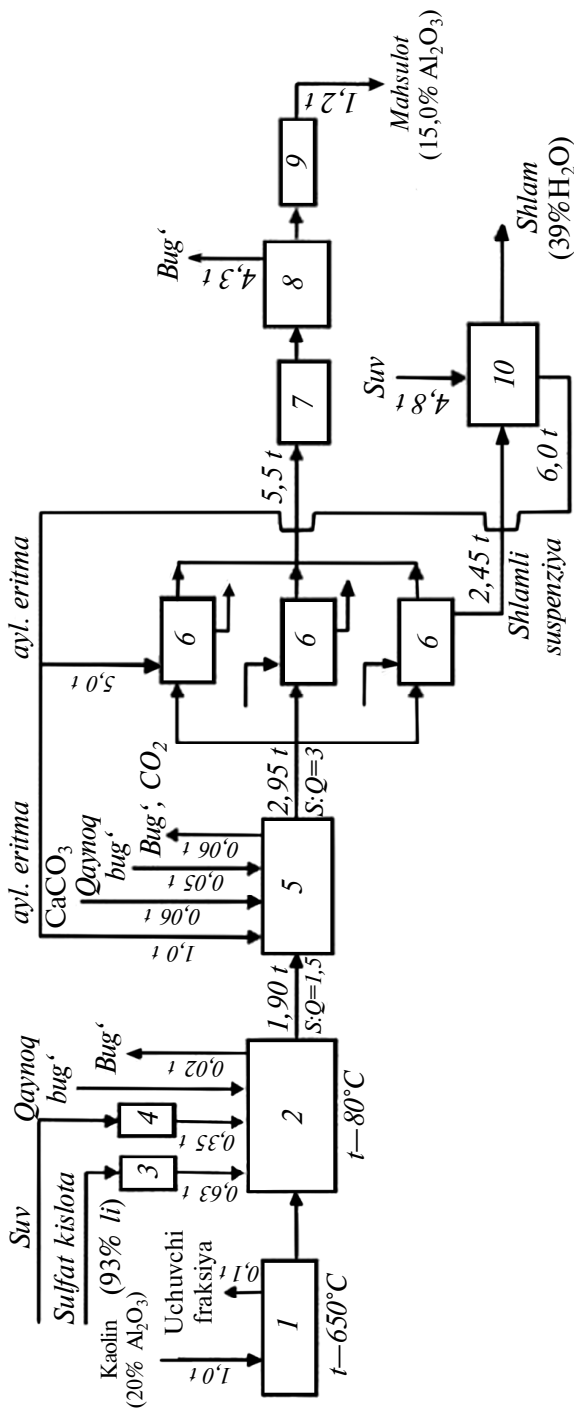 Kaolin
(20% Al₂O₃)
1,0 t
Sulfat kislota
(93% li)
Suv
Uchuvchi
fraksiya
0,1 t
1
t—650°C
3
0,63 t
4
0,35 t
Qaynoq
bug‘
Bug‘
0,02 t
2
t—80°C
1,90 t
S:Q=1,5
ayl. eritma
1,0 t
CaCO₃
0,06 t
Qaynoq
bug‘
0,05 t
Bug‘, CO₂
0,06 t
5
2,95 t
S:Q=3
ayl. eritma
5,0 t
6
6
6
5,5 t
2,45 t
Shlamli
suspenziya
7
Bug‘
4,3 t
8
9
1,2 t
Mahsulot
(15,0% Al₂O₃)
Suv
4,8 t
10
6,0 t
Shlam
(39%H₂O)